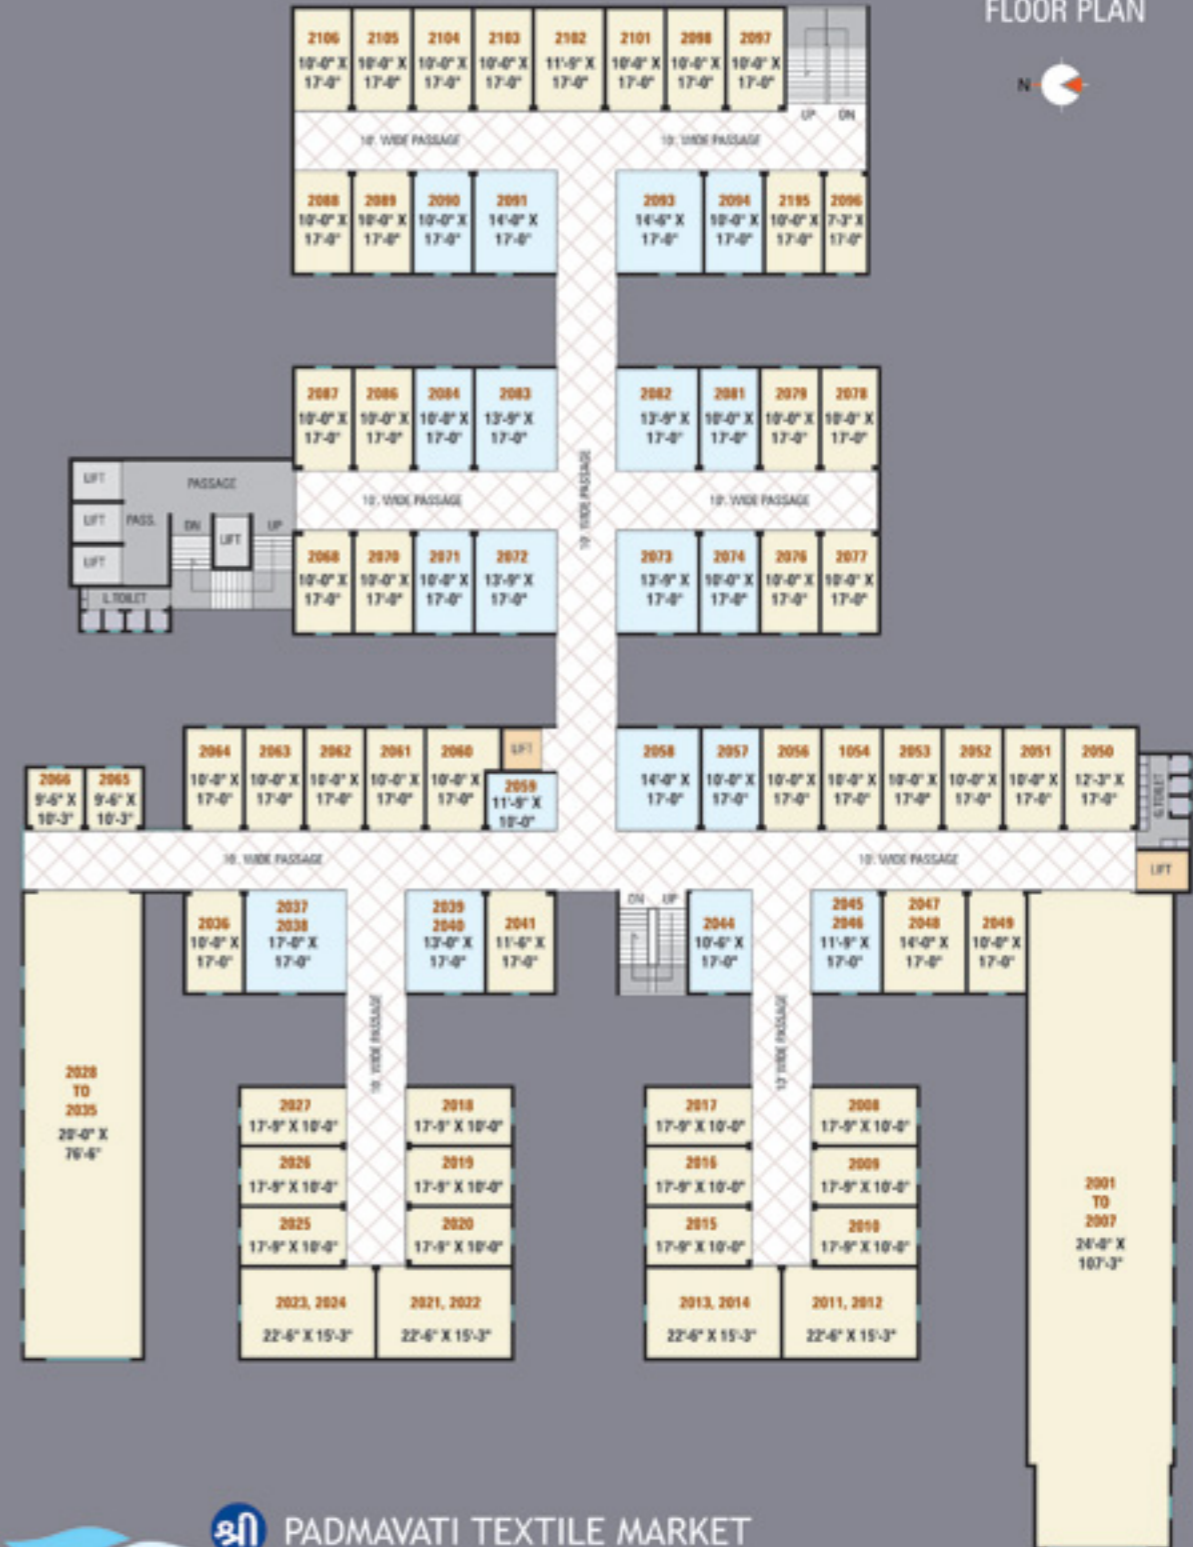 FLOOR PLAN
N
2106
10'-0" X
17'-0"
2105
10'-0" X
17'-0"
2104
10'-0" X
17'-0"
2103
10'-0" X
17'-0"
2102
11'-9" X
17'-0"
2101
10'-0" X
17'-0"
2098
10'-0" X
17'-0"
2097
10'-0" X
17'-0"
UP
DN
10'. WIDE PASSAGE
10'. WIDE PASSAGE
2088
10'-0" X
17'-0"
2089
10'-0" X
17'-0"
2090
10'-0" X
17'-0"
2091
14'-0" X
17'-0"
2093
14'-6" X
17'-0"
2094
10'-0" X
17'-0"
2195
10'-0" X
17'-0"
2096
7'-3" X
17'-0"
2087
10'-0" X
17'-0"
2086
10'-0" X
17'-0"
2084
10'-0" X
17'-0"
2083
13'-9" X
17'-0"
2082
13'-9" X
17'-0"
2081
10'-0" X
17'-0"
2079
10'-0" X
17'-0"
2078
10'-0" X
17'-0"
LIFT
PASSAGE
LIFT
PASS.
DN
LIFT
UP
LIFT
L.TOILET
10'. WIDE PASSAGE
10'. WIDE PASSAGE
10'. WIDE PASSAGE
2068
10'-0" X
17'-0"
2070
10'-0" X
17'-0"
2071
10'-0" X
17'-0"
2072
13'-9" X
17'-0"
2073
13'-9" X
17'-0"
2074
10'-0" X
17'-0"
2076
10'-0" X
17'-0"
2077
10'-0" X
17'-0"
2066
9'-6" X
10'-3"
2065
9'-6" X
10'-3"
2064
10'-0" X
17'-0"
2063
10'-0" X
17'-0"
2062
10'-0" X
17'-0"
2061
10'-0" X
17'-0"
2060
10'-0" X
17'-0"
LIFT
2059
11'-9" X
10'-0"
2058
14'-0" X
17'-0"
2057
10'-0" X
17'-0"
2056
10'-0" X
17'-0"
1054
10'-0" X
17'-0"
2053
10'-0" X
17'-0"
2052
10'-0" X
17'-0"
2051
10'-0" X
17'-0"
2050
12'-3" X
17'-0"
G.TOILET
LIFT
10'. WIDE PASSAGE
10'. WIDE PASSAGE
2036
10'-0" X
17'-0"
2037
2038
17'-0" X
17'-0"
2039
2040
13'-0" X
17'-0"
2041
11'-6" X
17'-0"
DN
UP
2044
10'-6" X
17'-0"
2045
2046
11'-9" X
17'-0"
2047
2048
14'-0" X
17'-0"
2049
10'-0" X
17'-0"
10'. WIDE PASSAGE
10' WIDE PASSAGE
2028
TO
2035
20'-0" X
76'-6"
2027
17'-9" X 10'-0"
2018
17'-9" X 10'-0"
2017
17'-9" X 10'-0"
2008
17'-9" X 10'-0"
2026
17'-9" X 10'-0"
2019
17'-9" X 10'-0"
2016
17'-9" X 10'-0"
2009
17'-9" X 10'-0"
2025
17'-9" X 10'-0"
2020
17'-9" X 10'-0"
2015
17'-9" X 10'-0"
2010
17'-9" X 10'-0"
2001
TO
2007
24'-0" X
107'-3"
2023, 2024
22'-6" X 15'-3"
2021, 2022
22'-6" X 15'-3"
2013, 2014
22'-6" X 15'-3"
2011, 2012
22'-6" X 15'-3"
श्री PADMAVATI TEXTILE MARKET